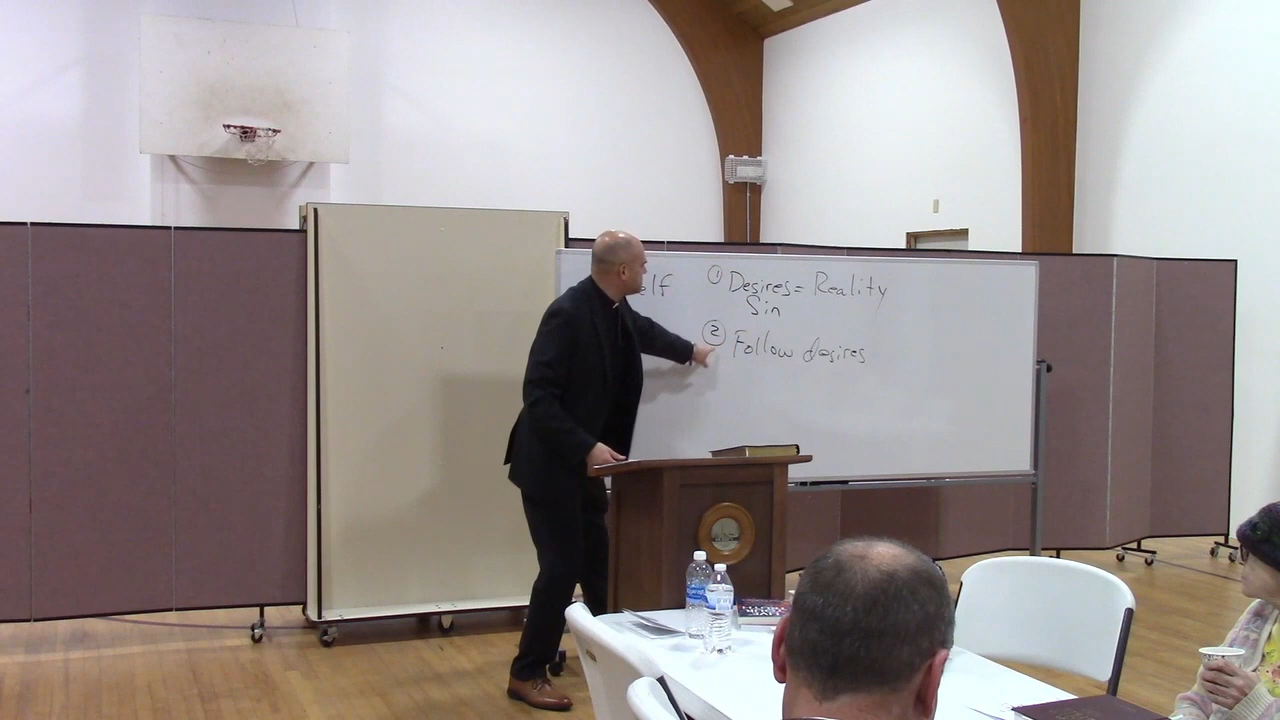 elf
① Desires = Reality
Sin
② Follow desires